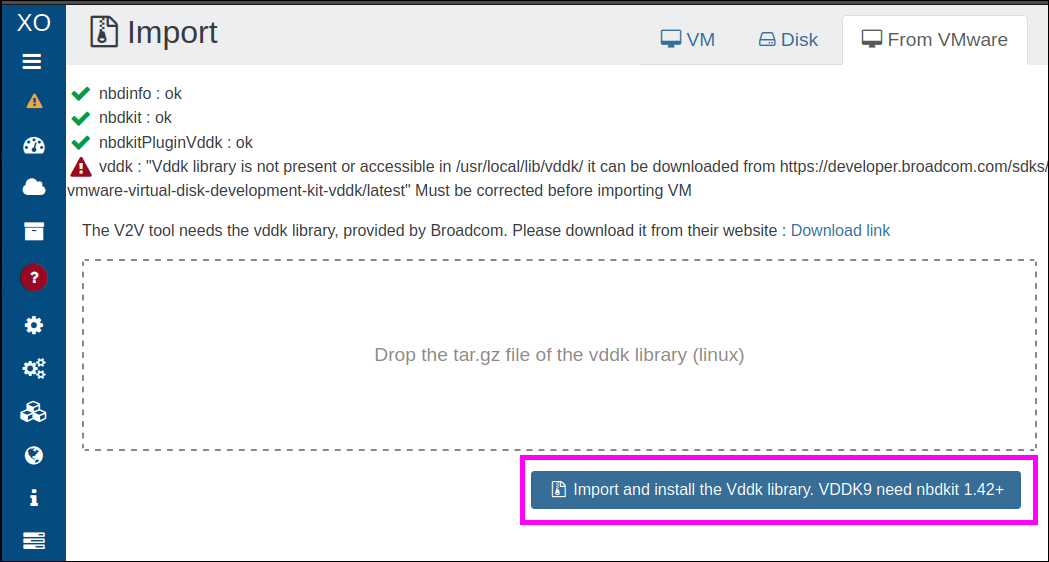 XO
Import
VM
Disk
From VMware
nbdinfo : ok
nbdkit : ok
nbdkitPluginVddk : ok
vddk : "Vddk library is not present or accessible in /usr/local/lib/vddk/ it can be downloaded from https://developer.broadcom.com/sdks/
vmware-virtual-disk-development-kit-vddk/latest" Must be corrected before importing VM
The V2V tool needs the vddk library, provided by Broadcom. Please download it from their website : Download link
Drop the tar.gz file of the vddk library (linux)
Import and install the Vddk library. VDDK9 need nbdkit 1.42+